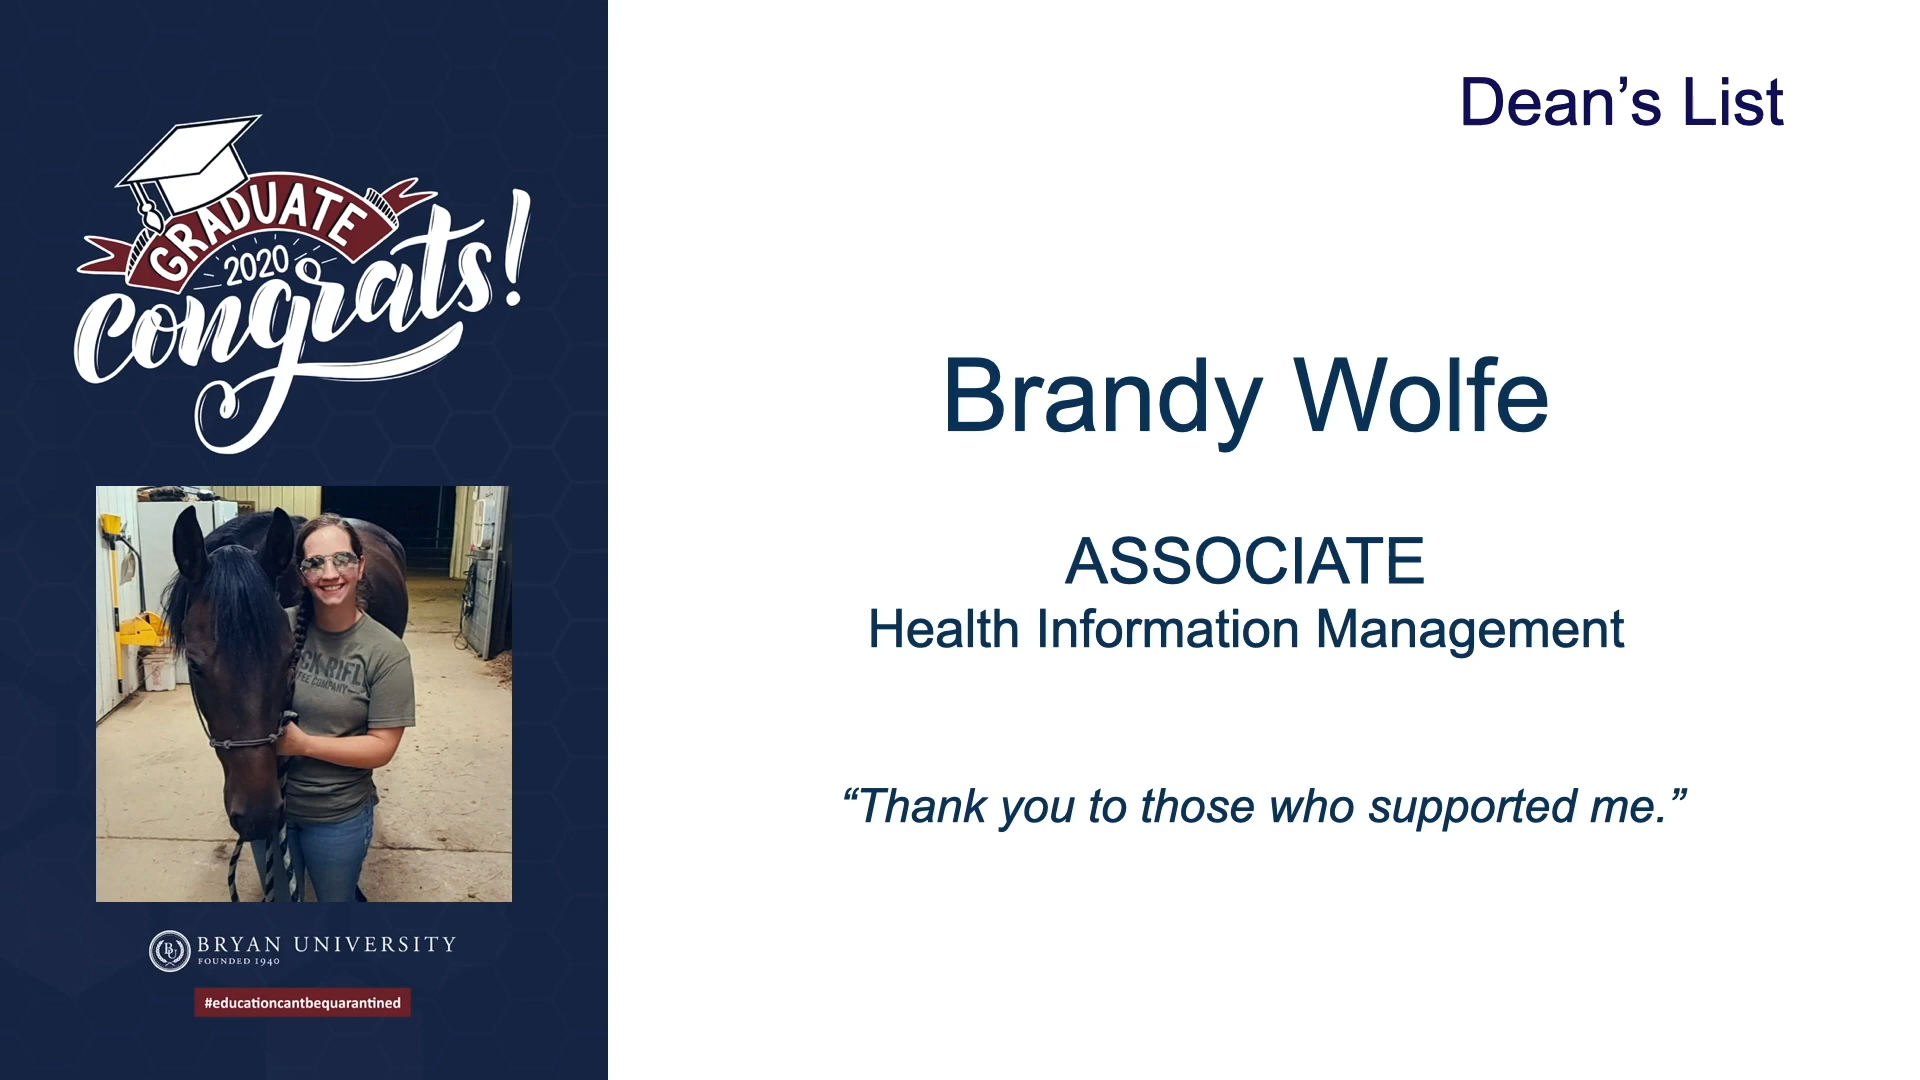 GRADUATE
2020
congrats!
BRYAN UNIVERSITY
FOUNDED 1940
#educationcantbequarantined
Dean’s List
Brandy Wolfe
ASSOCIATE
Health Information Management
“Thank you to those who supported me.”
COMPANY